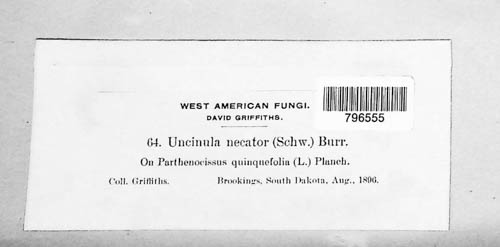 WEST AMERICAN FUNGI.
DAVID GRIFFITHS.
796555
64. Uncinula necator (Schw.) Burr.
On Parthenocissus quinquefolia (L.) Planch.
Coll. Griffiths. Brookings, South Dakota, Aug., 1896.